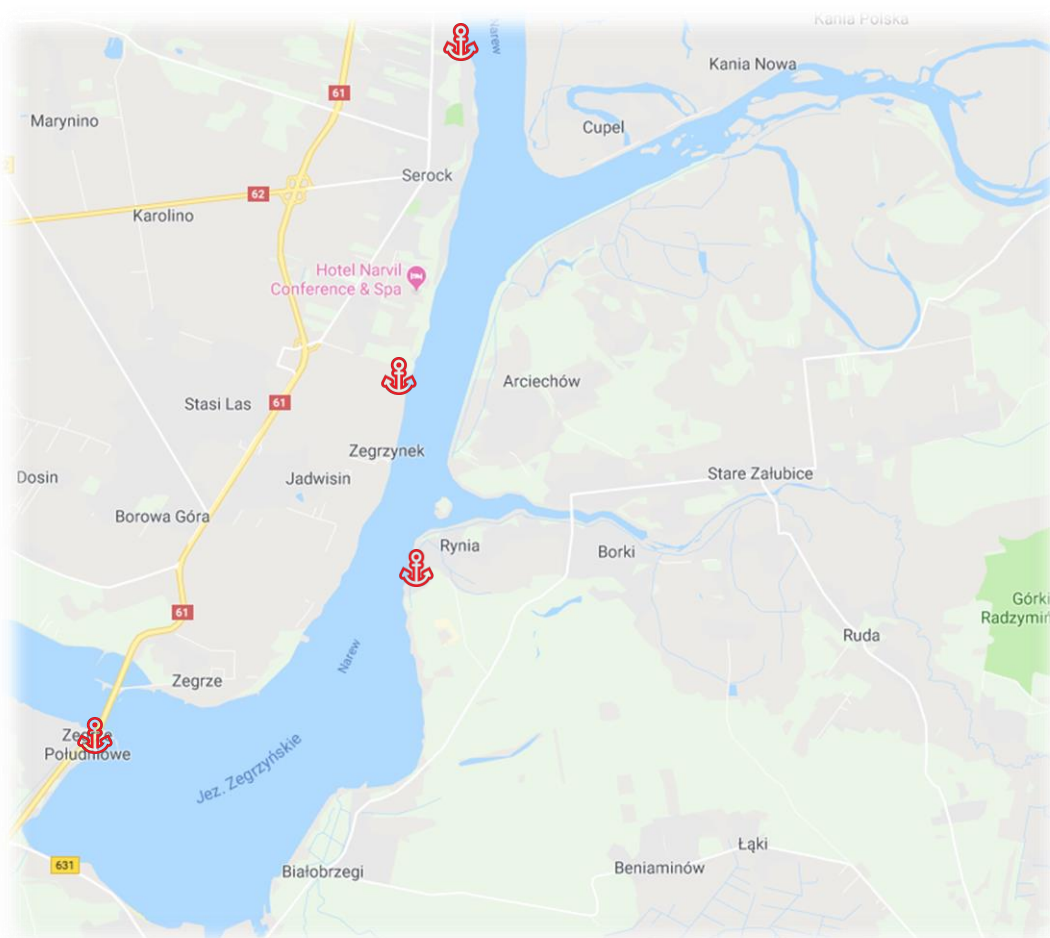 Kania Polska
Narew
Kania Nowa
61
Marynino
Cupel
Serock
62
Karolino
Hotel Narvil
Conference & Spa
Arciechów
Stasi Las
61
Zegrzynek
Dosin
Jadwisin
Stare Załubice
Borowa Góra
Rynia
Borki
61
Górki
Radzymiń
Ruda
Narew
Zegrze
Południowe
Zegrze
Jez. Zegrzyńskie
631
Białobrzegi
Łąki
Beniaminów